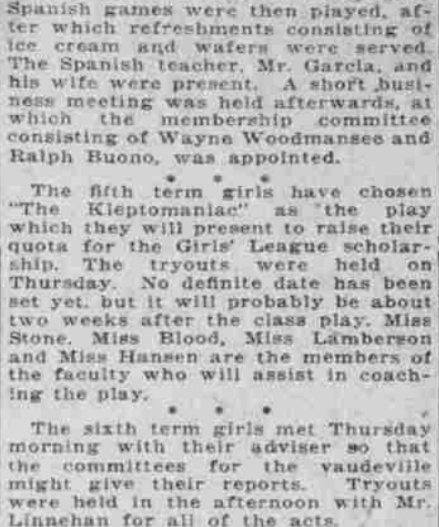 Spanish games were then played, af-
ter which refreshments consisting of
ice cream and wafers were served.
The Spanish teacher, Mr. Garcia, and
his wife were present. A short busi-
ness meeting was held afterwards, at
which the membership committee
consisting of Wayne Woodmansee and
Ralph Buono, was appointed.
* * *
The fifth term girls have chosen
"The Kleptomaniac" as the play
which they will present to raise their
quota for the Girls' League scholar-
ship. The tryouts were held on
Thursday. No definite date has been
set yet, but it will probably be about
two weeks after the class play. Miss
Stone, Miss Blood, Miss Lamberson
and Miss Hansen are the members of
the faculty who will assist in coach-
ing the play.
* * *
The sixth term girls met Thursday
morning with their adviser so that
the committees for the vaudeville
might give their reports. Tryouts
were held in the afternoon with Mr.
Linnehan for all of the acts.